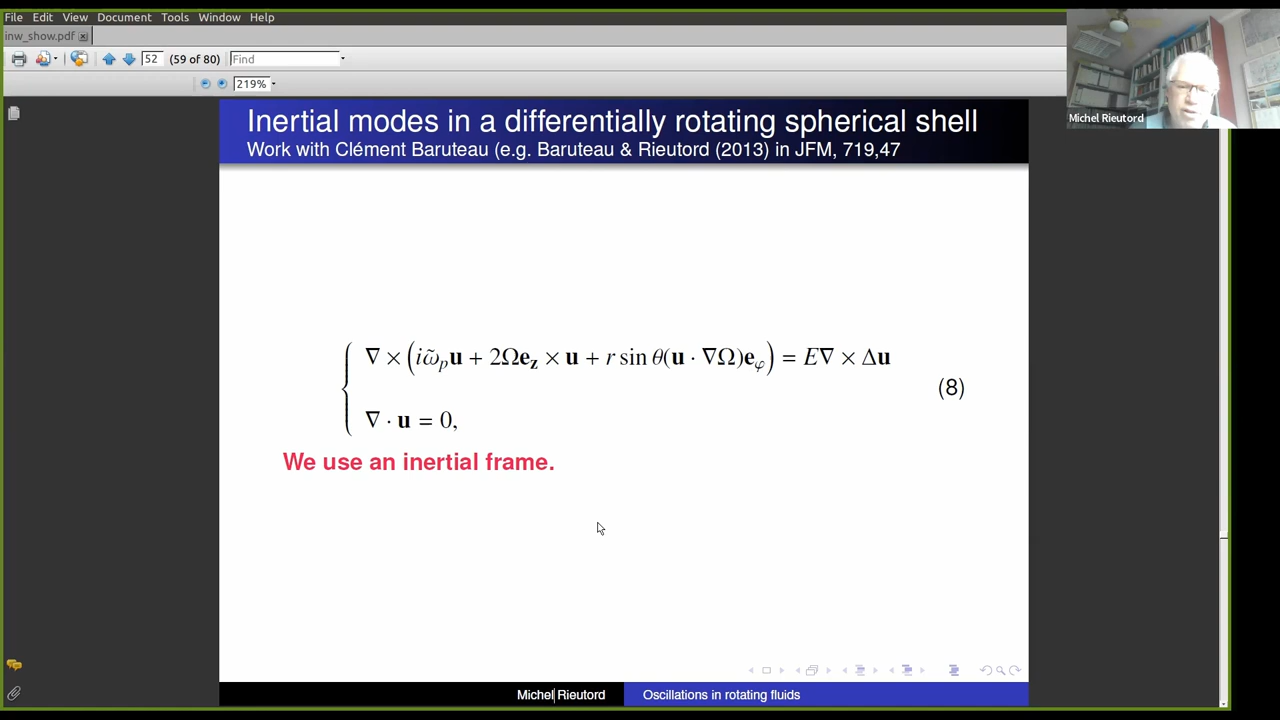 File Edit View Document Tools Window Help
inw_show.pdf
52 (59 of 80) Find
219%
Michel Rieutord
Inertial modes in a differentially rotating spherical shell
Work with Clément Baruteau (e.g. Baruteau & Rieutord (2013) in JFM, 719,47
∇ × (iω̃ₚu + 2Ωe_z × u + r sin θ(u · ∇Ω)e_φ) = E∇ × Δu
(8)
∇ · u = 0,
We use an inertial frame.
Michel Rieutord Oscillations in rotating fluids